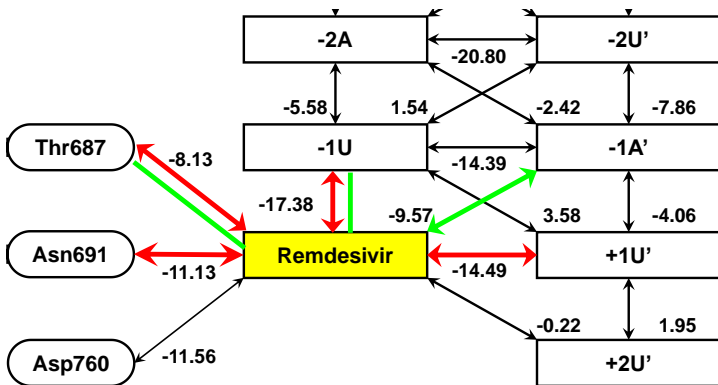 -2A
-2U'
-20.80
-5.58
1.54
-2.42
-7.86
Thr687
-8.13
-1U
-1A'
-14.39
-17.38
-9.57
3.58
-4.06
Asn691
-11.13
Remdesivir
-14.49
+1U'
-0.22
1.95
Asp760
-11.56
+2U'